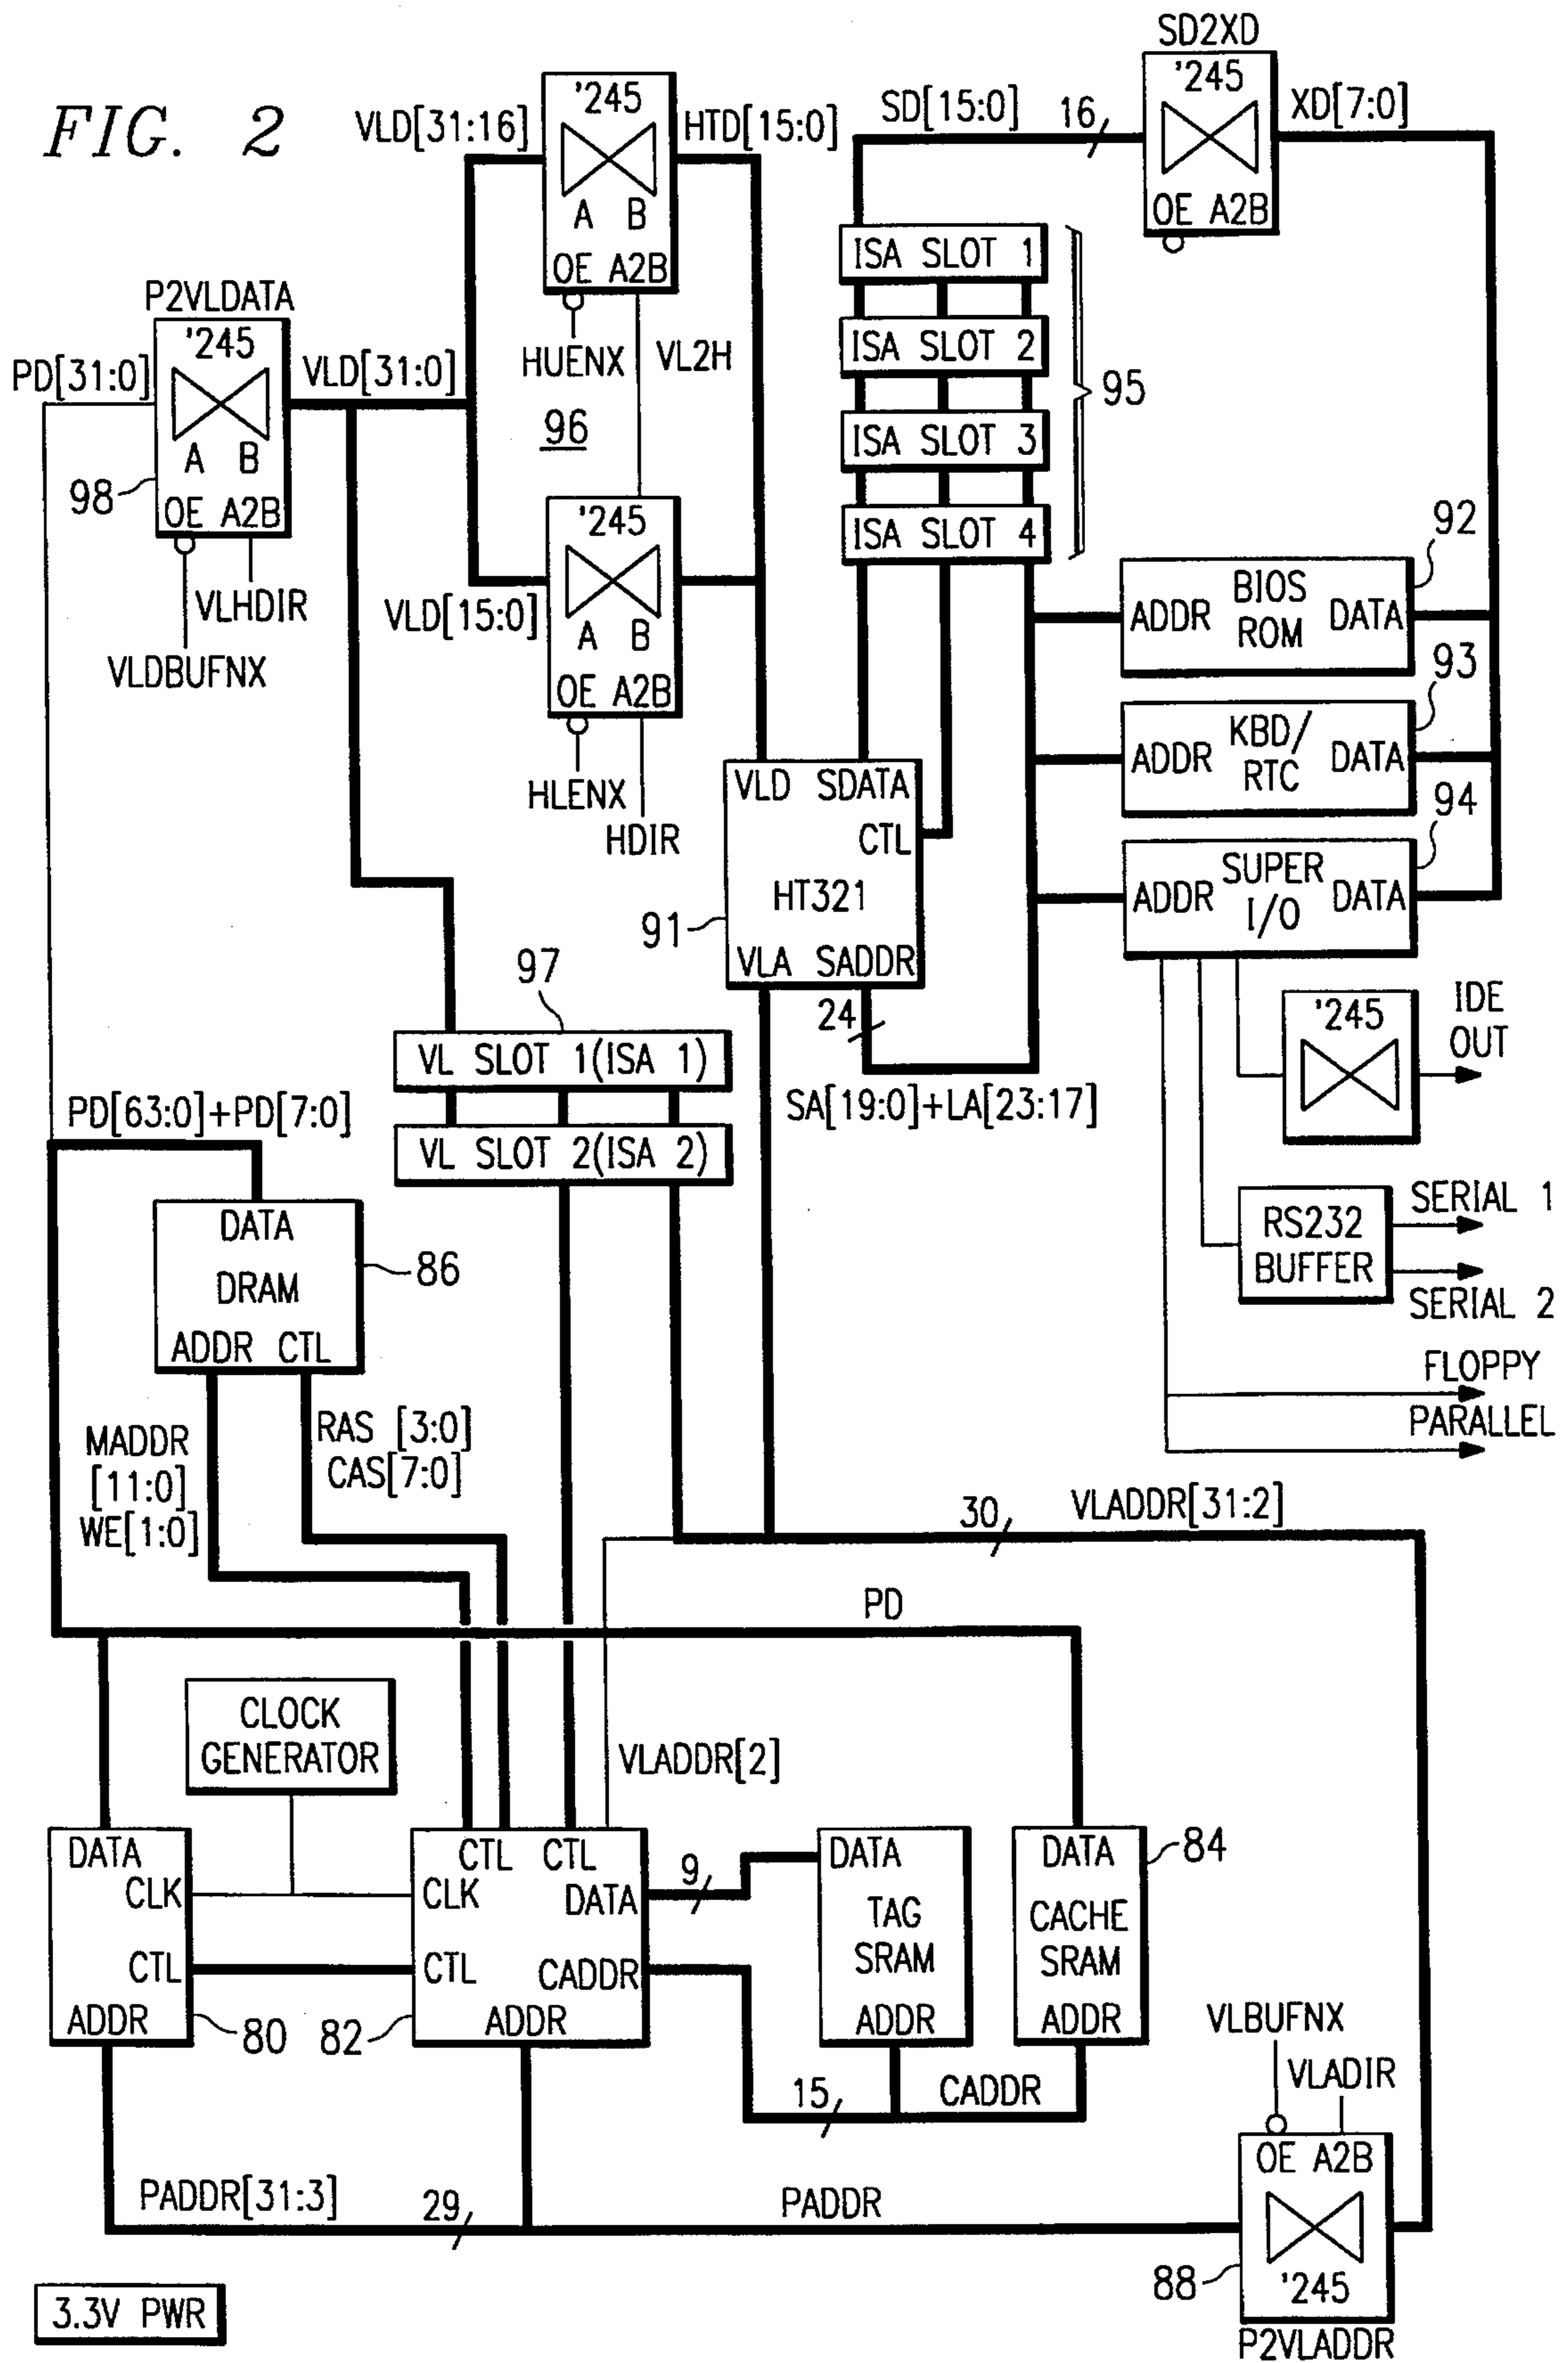 FIG. 2
SD2XD
'245
OE A2B
SD[15:0]
16
XD[7:0]
VLD[31:16]
'245
A B
OE A2B
HTD[15:0]
HUENX
VL2H
96
ISA SLOT 1
ISA SLOT 2
ISA SLOT 3
ISA SLOT 4
95
P2VLDATA
'245
A B
OE A2B
PD[31:0]
VLD[31:0]
98
VLHDIR
VLDBUFNX
'245
A B
OE A2B
VLD[15:0]
HLENX
HDIR
92
ADDR BIOS ROM DATA
93
ADDR KBD/ RTC DATA
94
ADDR SUPER I/O DATA
VLD SDATA
CTL
HT321
VLA SADDR
91
24
SA[19:0]+LA[23:17]
97
VL SLOT 1(ISA 1)
VL SLOT 2(ISA 2)
'245
IDE
OUT
RS232
BUFFER
SERIAL 1
SERIAL 2
FLOPPY
PARALLEL
PD[63:0]+PD[7:0]
DATA
DRAM
ADDR CTL
86
MADDR
[11:0]
WE[1:0]
RAS [3:0]
CAS[7:0]
30
VLADDR[31:2]
PD
CLOCK
GENERATOR
VLADDR[2]
DATA
CLK
CTL
ADDR
80
CTL CTL
CLK
DATA
CTL
CADDR
ADDR
82
9
DATA
TAG
SRAM
ADDR
DATA
CACHE
SRAM
ADDR
84
15
CADDR
VLBUFNX
VLADIR
OE A2B
'245
88
P2VLADDR
PADDR[31:3]
29
PADDR
3.3V PWR